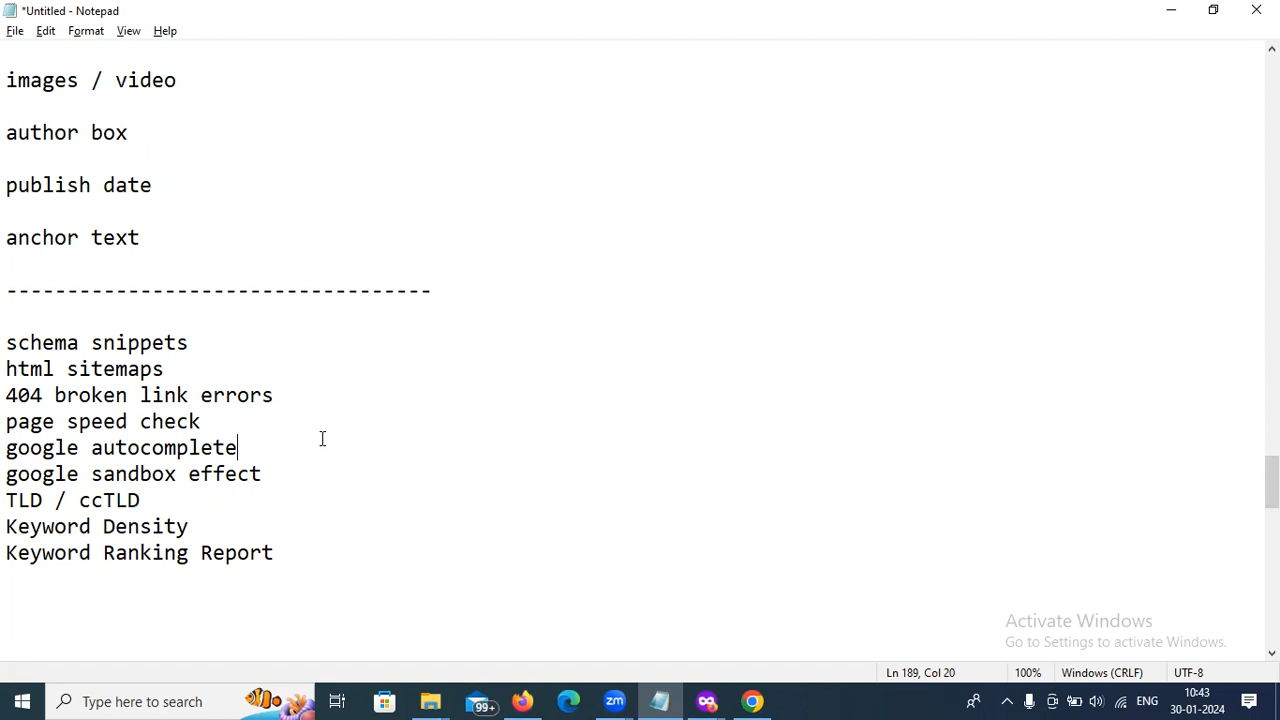 *Untitled - Notepad
File Edit Format View Help
images / video
author box
publish date
anchor text
-----------------------------------
schema snippets
html sitemaps
404 broken link errors
page speed check
google autocomplete
google sandbox effect
TLD / ccTLD
Keyword Density
Keyword Ranking Report
Activate Windows
Go to Settings to activate Windows.
Ln 189, Col 20 100% Windows (CRLF) UTF-8
Type here to search 99+ zm ENG 10:43
30-01-2024